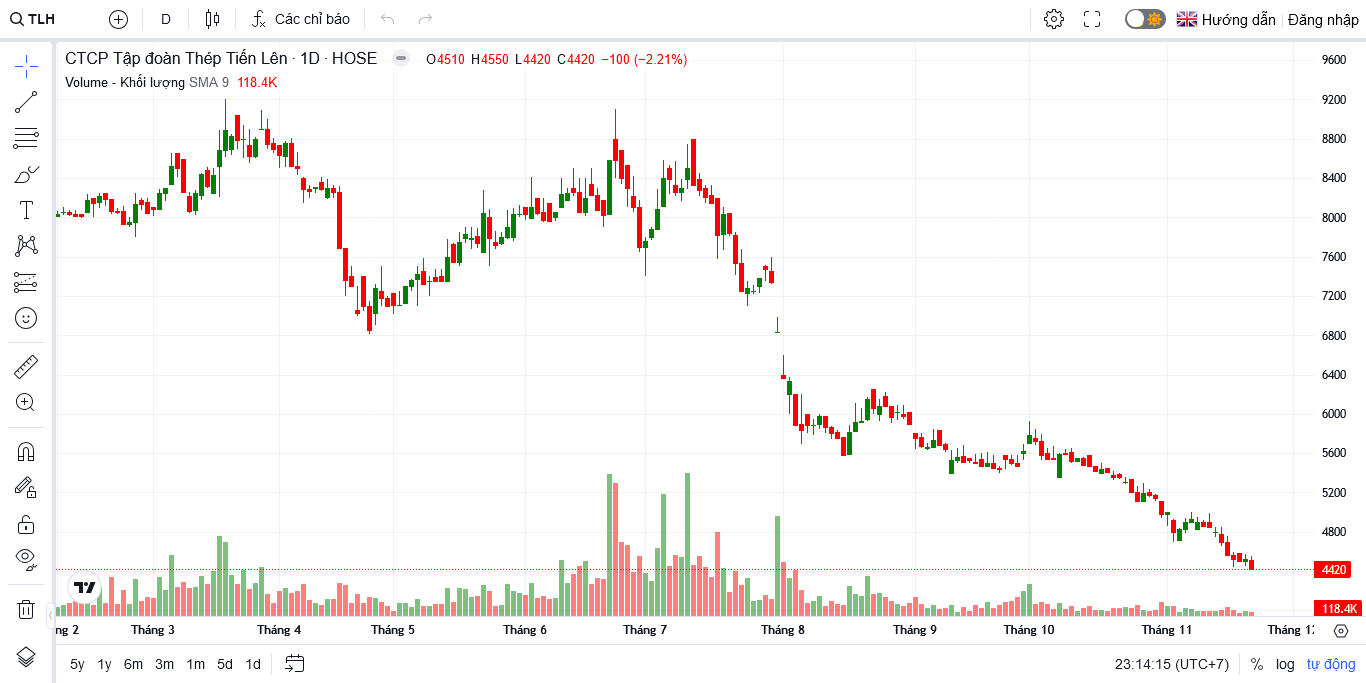 TLH D Các chỉ báo Hướng dẫn Đăng nhập
CTCP Tập đoàn Thép Tiến Lên · 1D · HOSE O4510 H4550 L4420 C4420 −100 (−2.21%)
Volume - Khối lượng SMA 9 118.4K
9600
9200
8800
8400
8000
7600
7200
6800
6400
6000
5600
5200
4800
4420
118.4K
ng 2 Tháng 3 Tháng 4 Tháng 5 Tháng 6 Tháng 7 Tháng 8 Tháng 9 Tháng 10 Tháng 11 Tháng 12
5y 1y 6m 3m 1m 5d 1d 23:14:15 (UTC+7) % log tự động